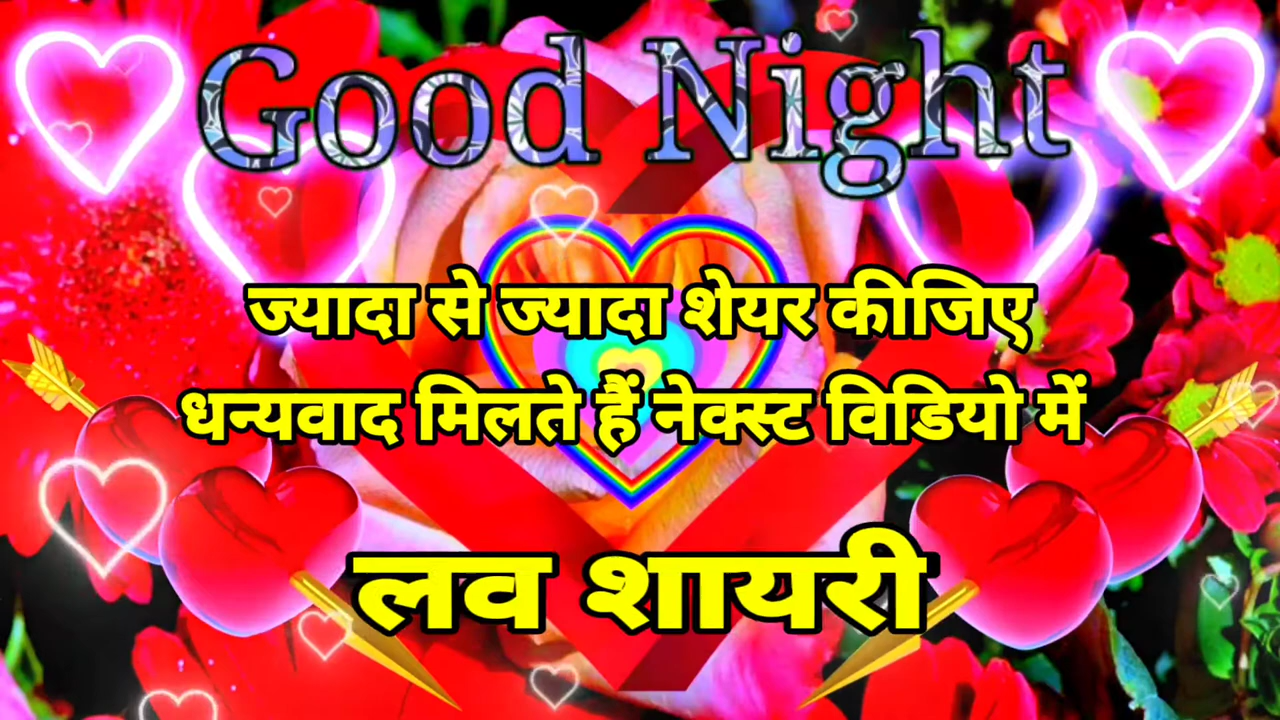 Good Night
ज्यादा से ज्यादा शेयर कीजिए
धन्यवाद मिलते हैं नेक्स्ट विडियो में
लव शायरी